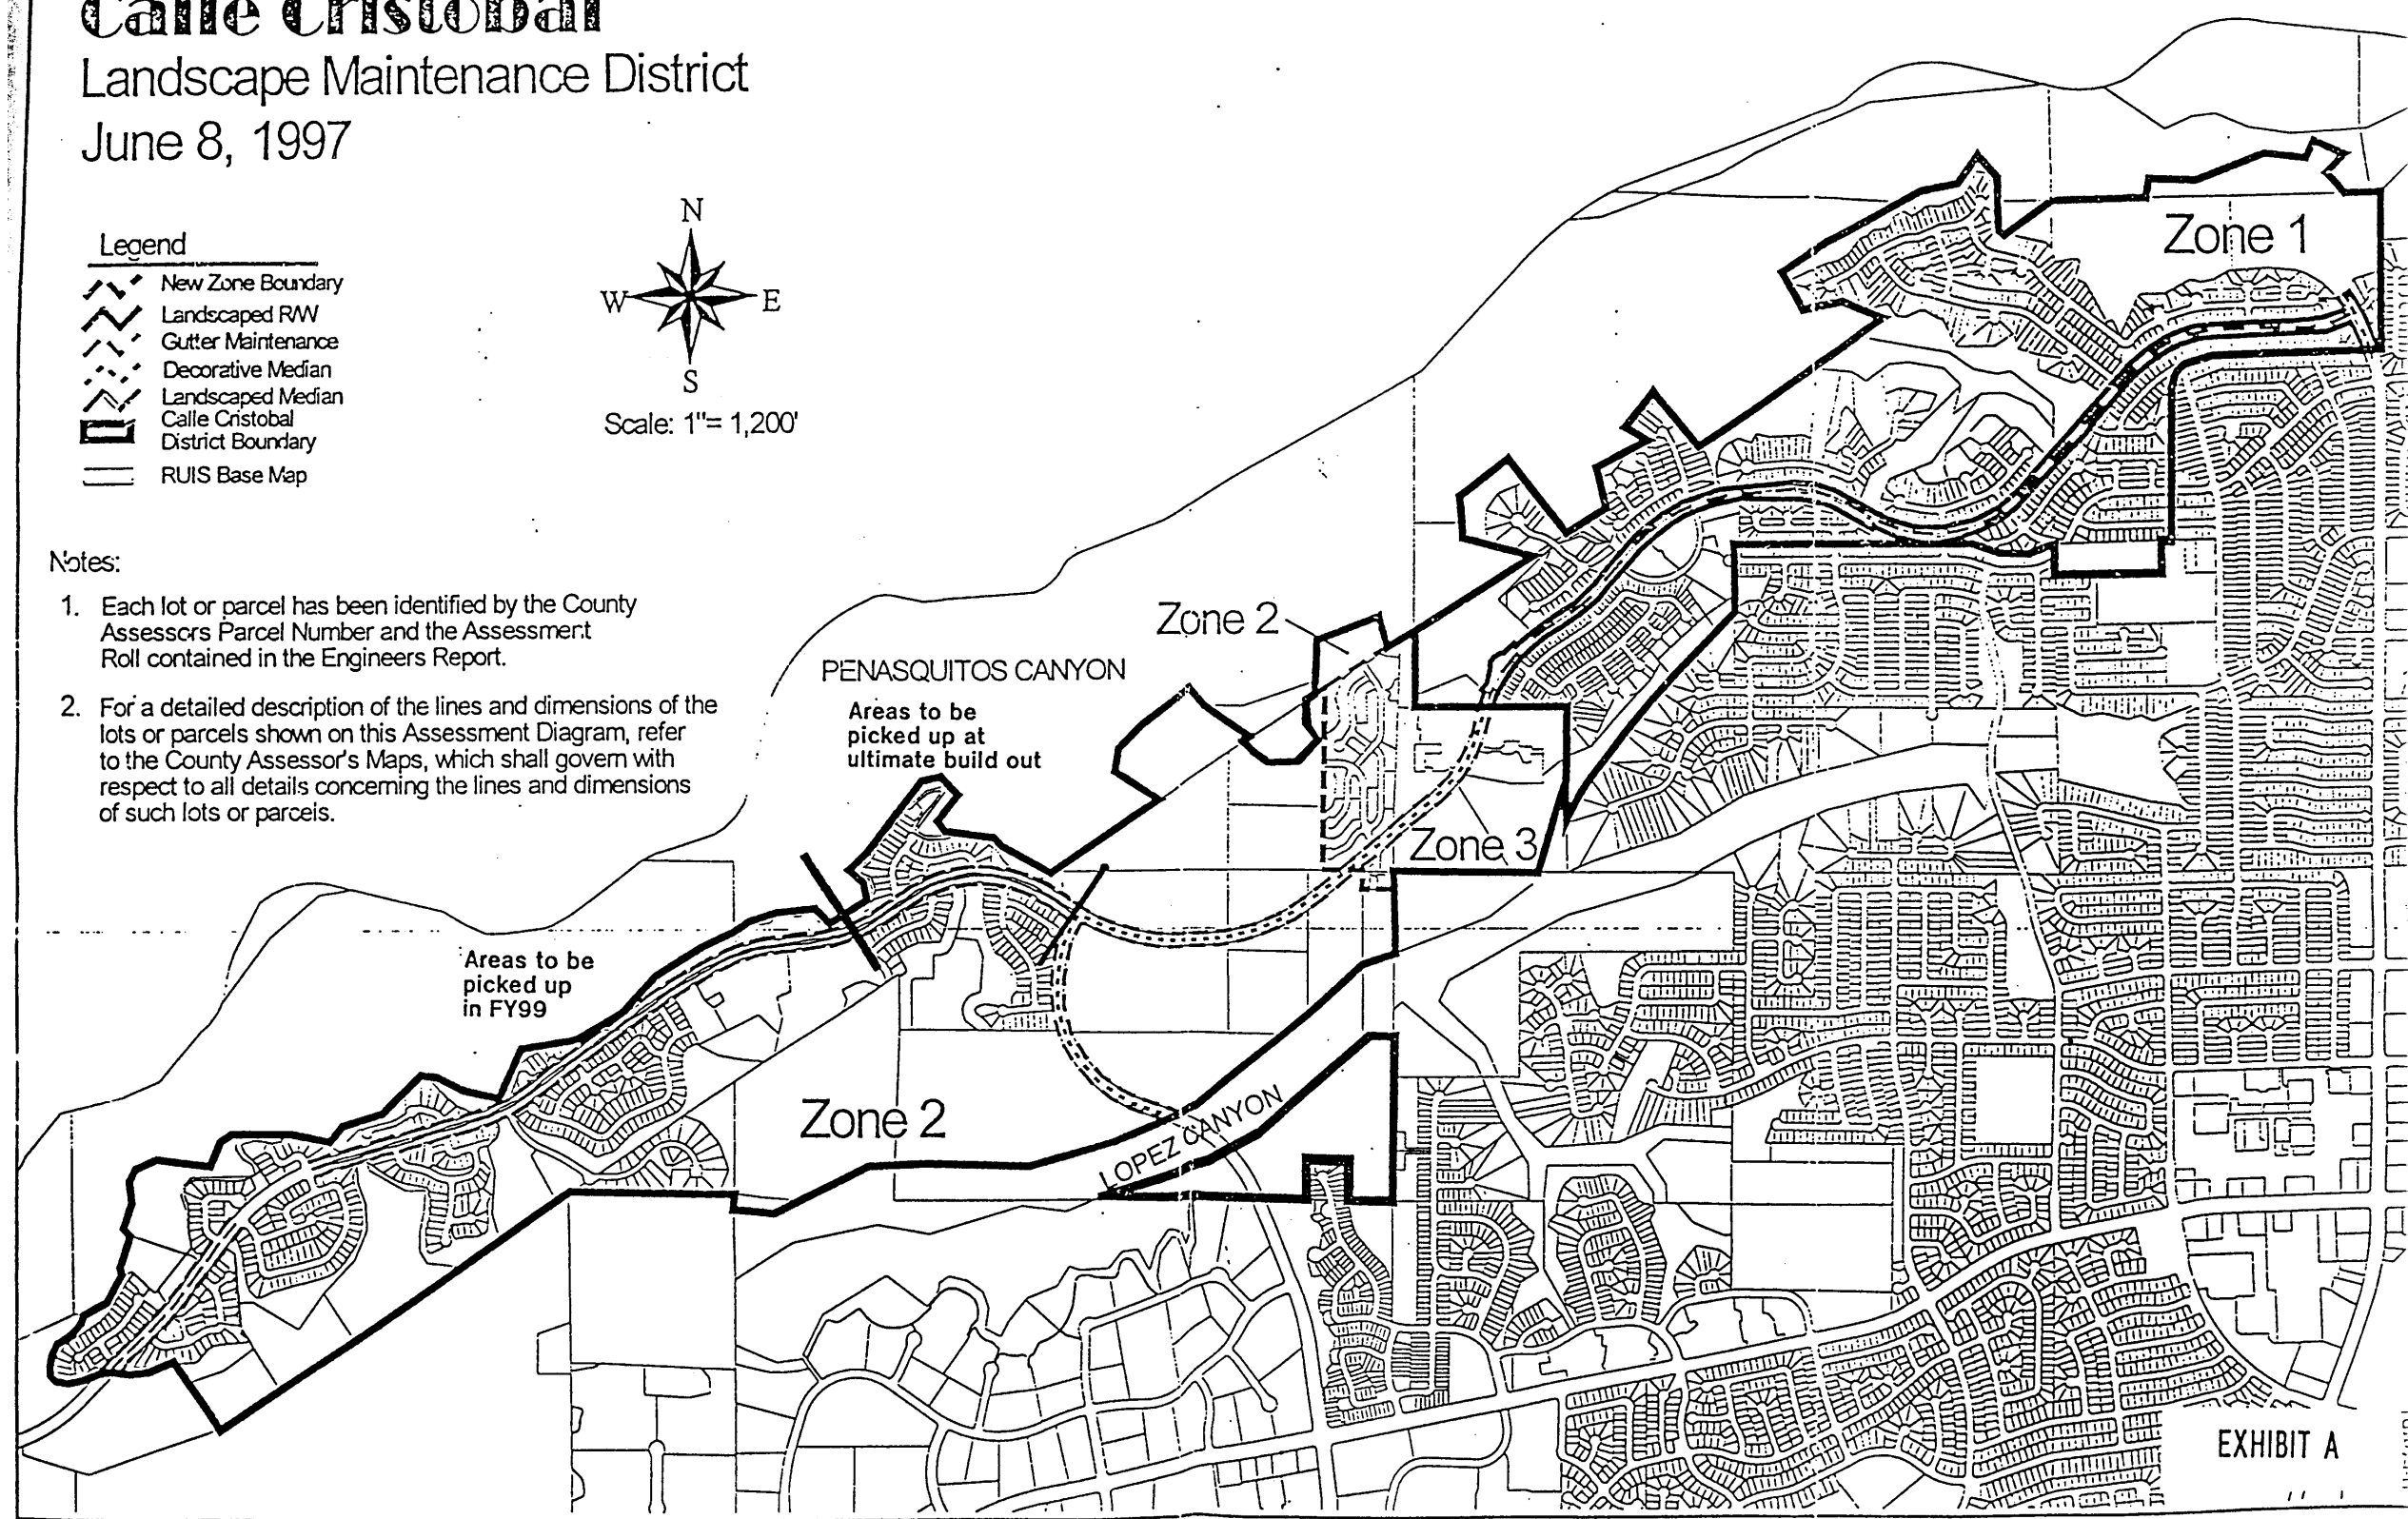 Calle Cristobal
Landscape Maintenance District
June 8, 1997
Legend
New Zone Boundary
Landscaped R/W
Gutter Maintenance
Decorative Median
Landscaped Median
Calle Cristobal
District Boundary
RUIS Base Map
N
W
E
S
Scale: 1"= 1,200'
Notes:
1. Each lot or parcel has been identified by the County
Assessors Parcel Number and the Assessment
Roll contained in the Engineers Report.
2. For a detailed description of the lines and dimensions of the
lots or parcels shown on this Assessment Diagram, refer
to the County Assessor's Maps, which shall govern with
respect to all details concerning the lines and dimensions
of such lots or parcels.
Zone 1
Zone 2
PENASQUITOS CANYON
Areas to be
picked up at
ultimate build out
Zone 3
Areas to be
picked up
in FY99
Zone 2
LOPEZ CANYON
EXHIBIT A